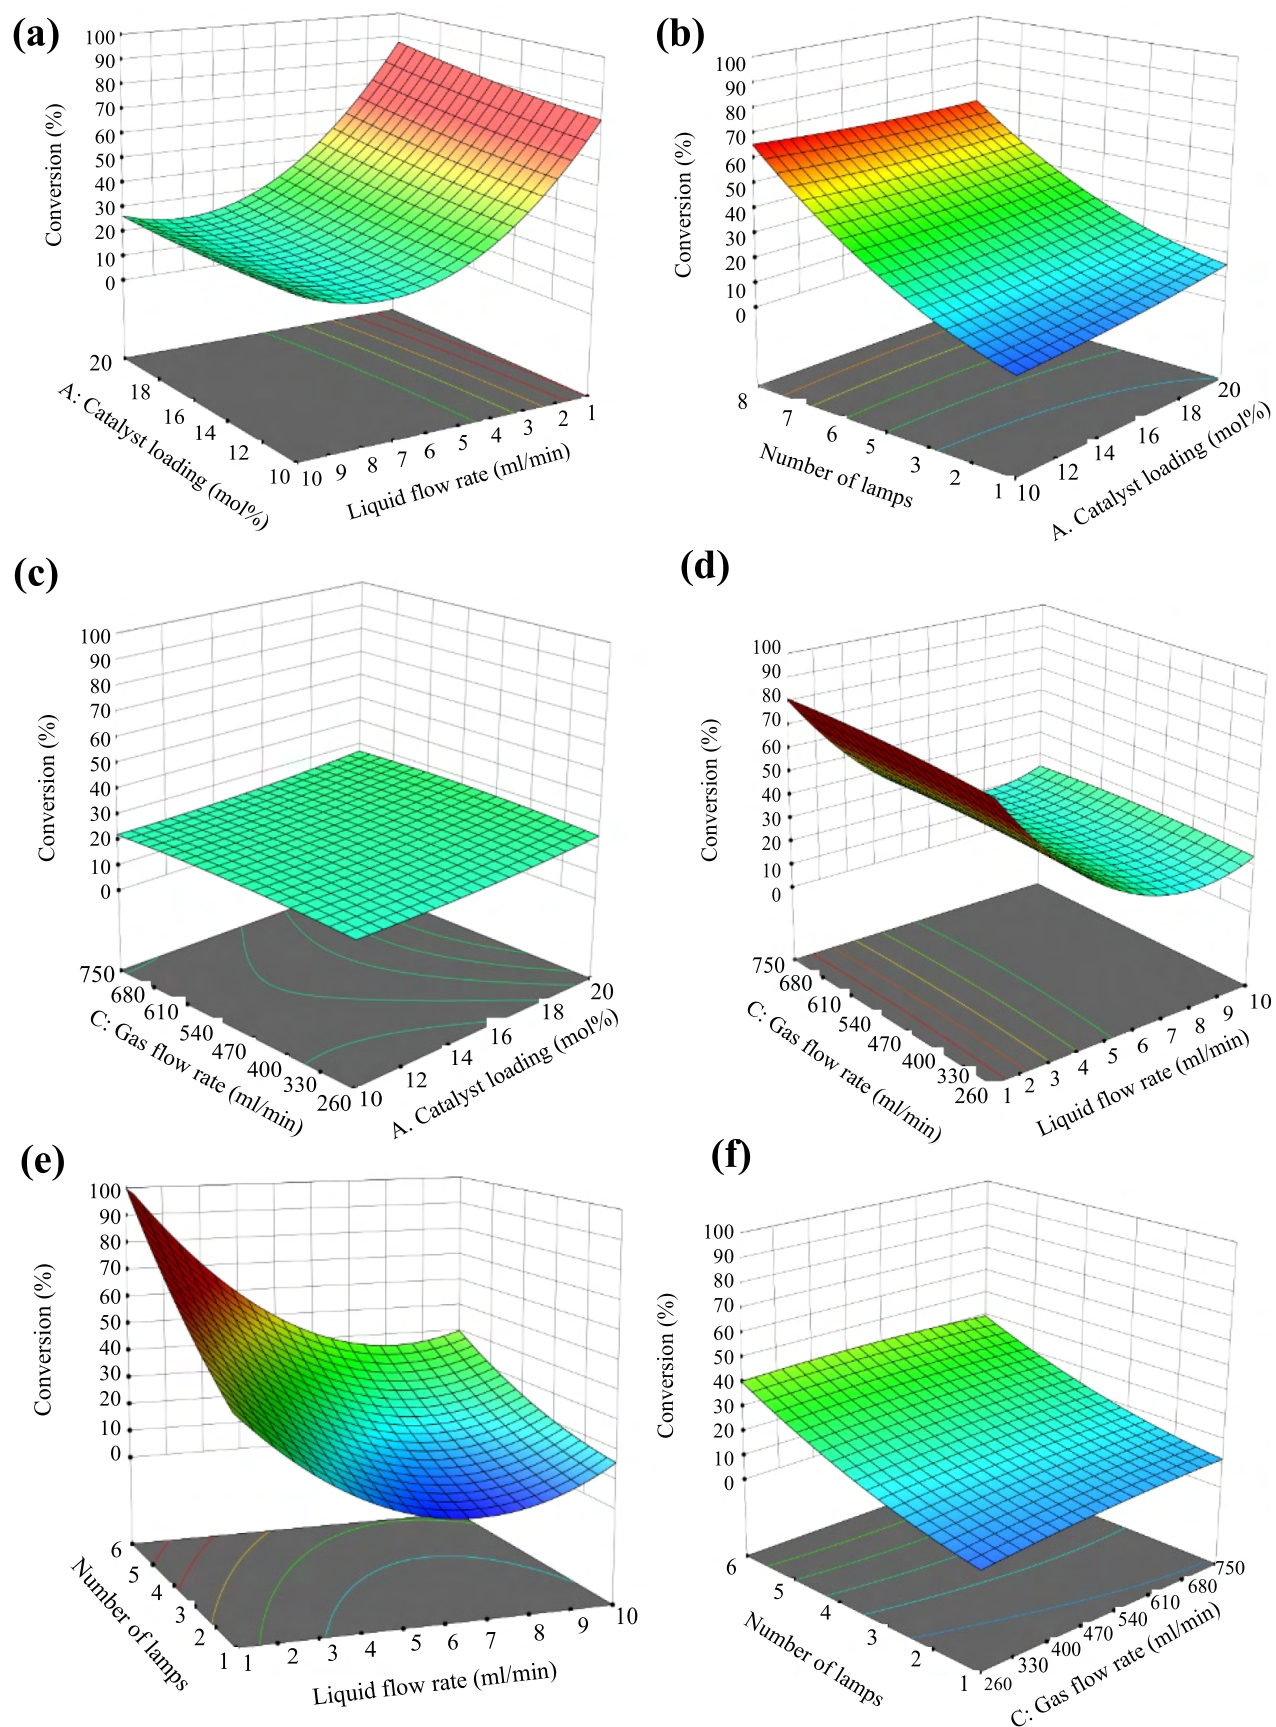 (a)
100
90
80
70
60
50
40
30
20
10
0
Conversion (%)
20
18
16
14
12
10
A: Catalyst loading (mol%)
10 9 8 7 6 5 4 3 2 1
Liquid flow rate (ml/min)
(b)
100
90
80
70
60
50
40
30
20
10
0
Conversion (%)
8 7 6 5 3 2 1
Number of lamps
10 12 14 16 18 20
A. Catalyst loading (mol%)
(c)
100
90
80
70
60
50
40
30
20
10
0
Conversion (%)
750 680 610 540 470 400 330 260
C: Gas flow rate (ml/min)
10 12 14 16 18 20
A. Catalyst loading (mol%)
(d)
100
90
80
70
60
50
40
30
20
10
0
Conversion (%)
750 680 610 540 470 400 330 260
C: Gas flow rate (ml/min)
1 2 3 4 5 6 7 8 9 10
Liquid flow rate (ml/min)
(e)
100
90
80
70
60
50
40
30
20
10
0
Conversion (%)
6 5 4 3 2 1
Number of lamps
1 2 3 4 5 6 7 8 9 10
Liquid flow rate (ml/min)
(f)
100
90
80
70
60
50
40
30
20
10
0
Conversion (%)
6 5 4 3 2 1
Number of lamps
260 330 400 470 540 610 680 750
C: Gas flow rate (ml/min)